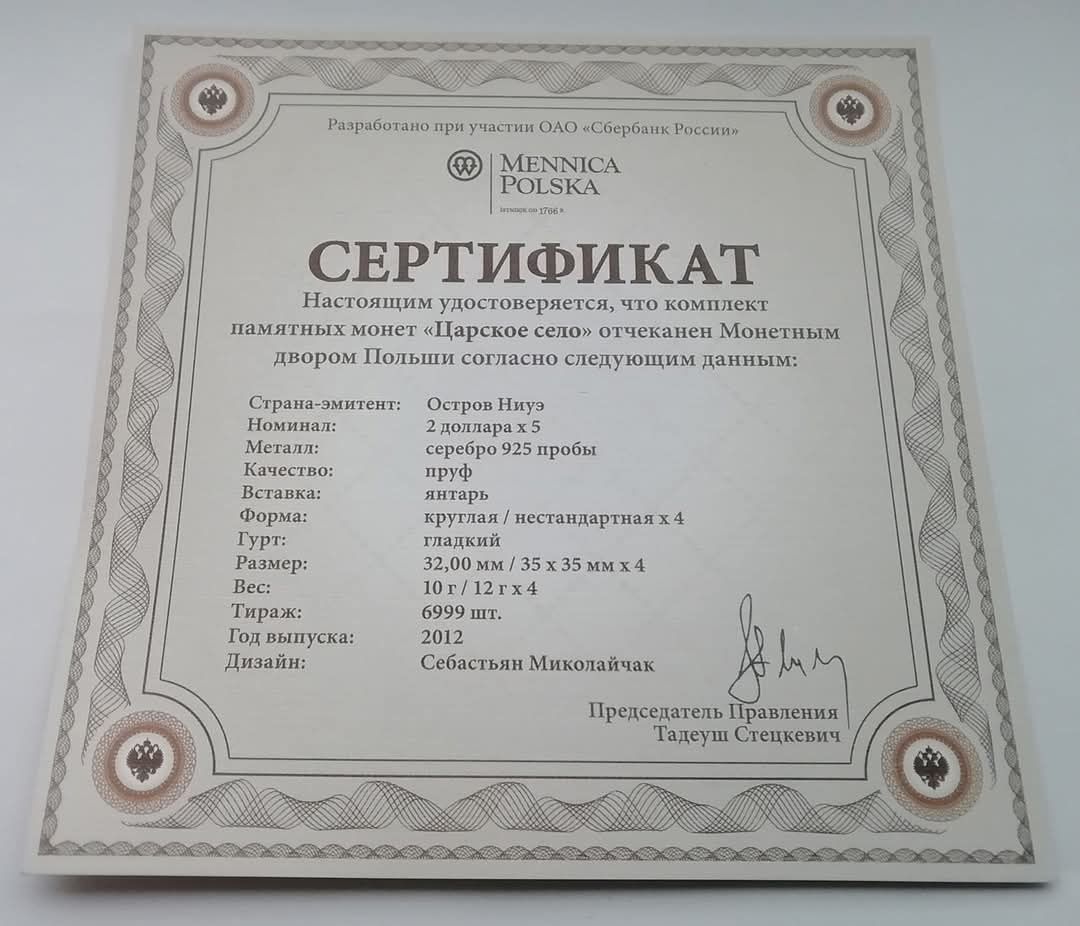 Разработано при участии ОАО «Сбербанк России»
MENNICA
POLSKA
1766
СЕРТИФИКАТ
Настоящим удостоверяется, что комплект
памятных монет «Царское село» отчеканен Монетным
двором Польши согласно следующим данным:
Страна-эмитент: Остров Ниуэ
Номинал: 2 доллара х 5
Металл: серебро 925 пробы
Качество: пруф
Вставка: янтарь
Форма: круглая / нестандартная х 4
Гурт: гладкий
Размер: 32,00 мм / 35 х 35 мм х 4
Вес: 10 г / 12 г х 4
Тираж: 6999 шт.
Год выпуска: 2012
Дизайн: Себастьян Миколайчак
Председатель Правления
Тадеуш Стецкевич